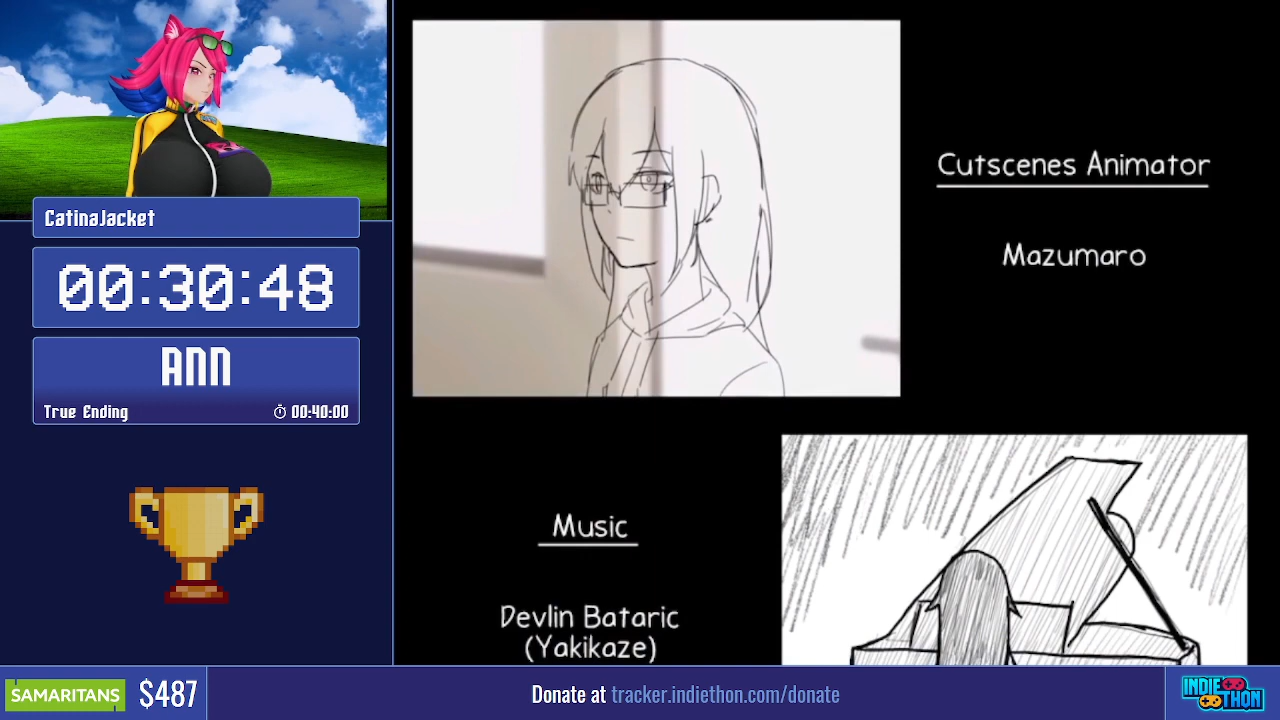 CatinaJacket
00:30:48
ANN
True Ending
00:40:00
Cutscenes Animator
Mazumaro
Music
Devlin Bataric
(Yakikaze)
SAMARITANS
$487
Donate at tracker.indiethon.com/donate
INDIE
THON